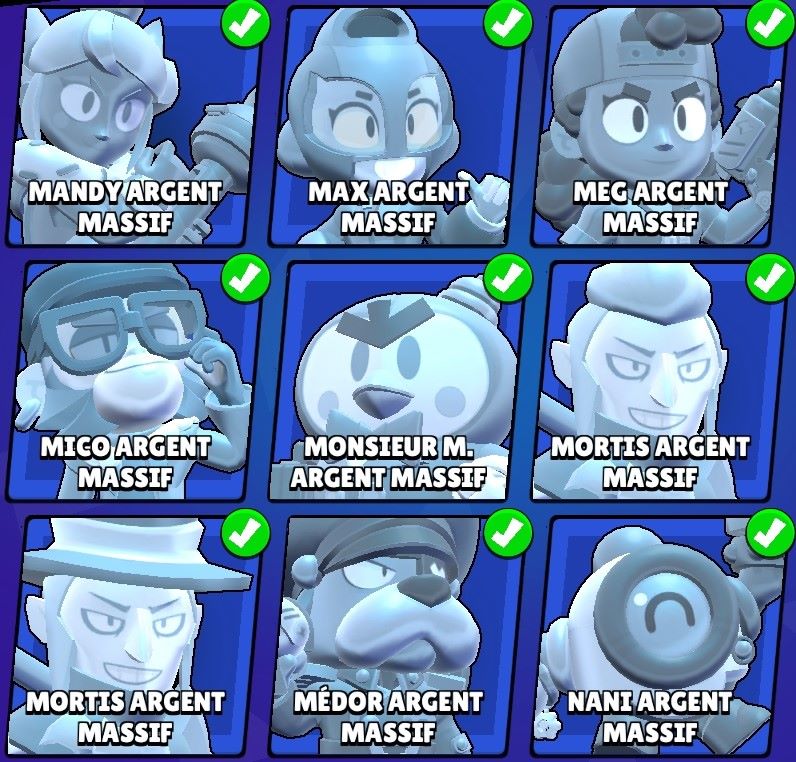 MANDY ARGENT
MASSIF
MAX ARGENT
MASSIF
MEG ARGENT
MASSIF
MICO ARGENT
MASSIF
MONSIEUR M.
ARGENT MASSIF
MORTIS ARGENT
MASSIF
MORTIS ARGENT
MASSIF
MÉDOR ARGENT
MASSIF
NANI ARGENT
MASSIF